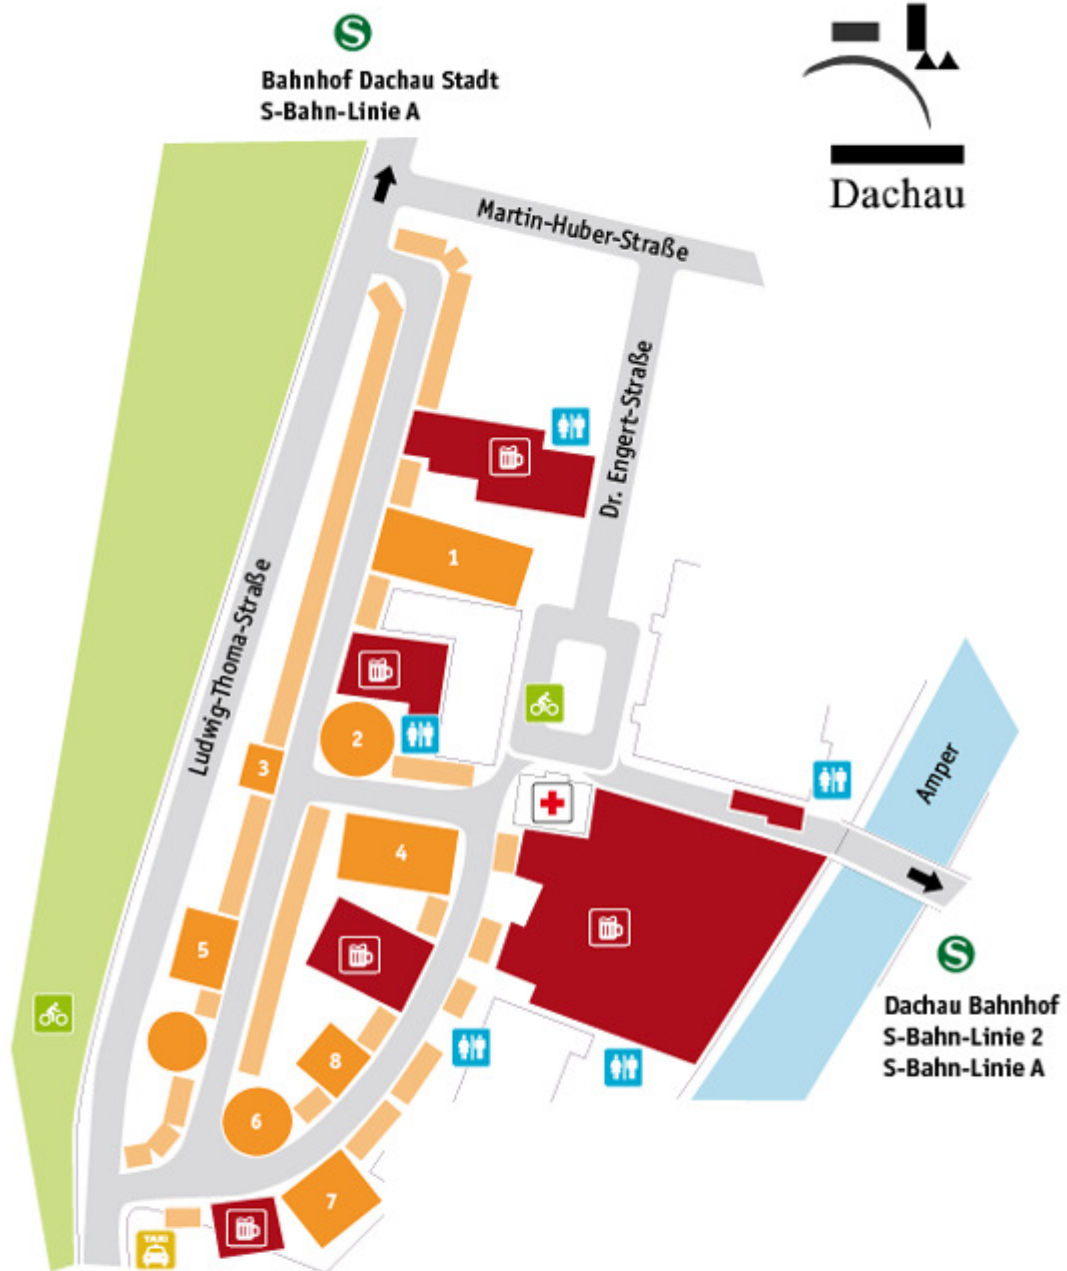 S
Bahnhof Dachau Stadt
S-Bahn-Linie A
Dachau
Martin-Huber-Straße
Dr. Engert-Straße
Ludwig-Thoma-Straße
1
2
3
4
5
8
6
7
Amper
S
Dachau Bahnhof
S-Bahn-Linie 2
S-Bahn-Linie A
TAXI